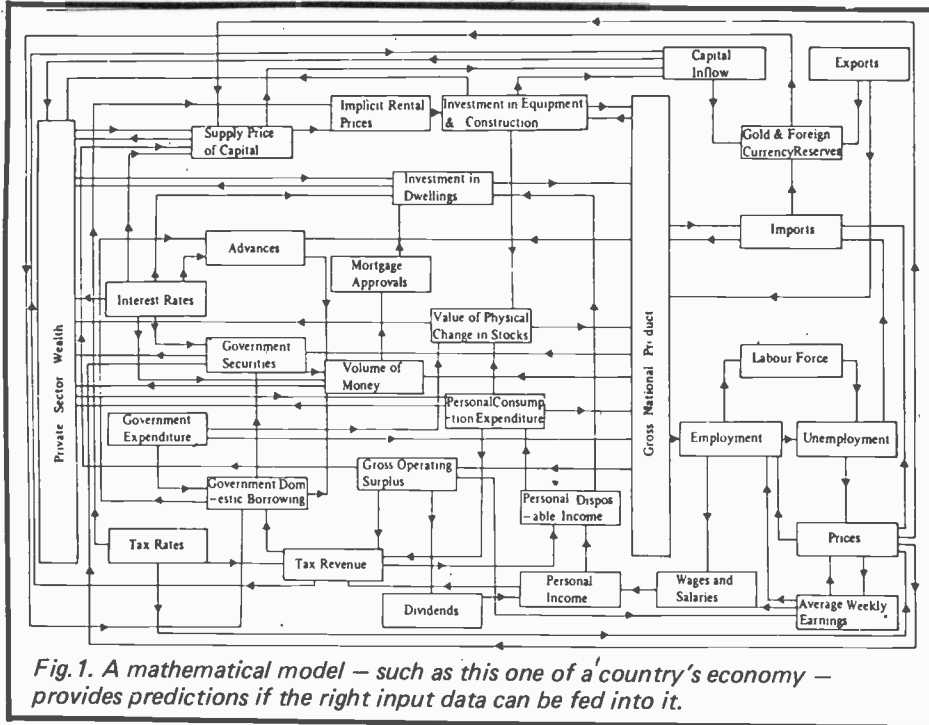 Capital
Inflow
Exports
Implicit Rental
Prices
Investment in Equipment
& Construction
Supply Price
of Capital
Gold & Foreign
Currency Reserves
Investment in
Dwellings
Imports
Advances
Mortgage
Approvals
Interest Rates
Value of Physical
Change in Stocks
Government
Securities
Volume of
Money
Labour Force
Private Sector Wealth
Gross National Product
Personal Consump
-tion Expenditure
Government
Expenditure
Employment
Unemployment
Gross Operating
Surplus
Government Dom
-estic Borrowing
Personal Dispos
-able Income
Prices
Tax Rates
Tax Revenue
Personal
Income
Wages and
Salaries
Dividends
Average Weekly
Earnings
Fig.1. A mathematical model — such as this one of a country's economy —
provides predictions if the right input data can be fed into it.